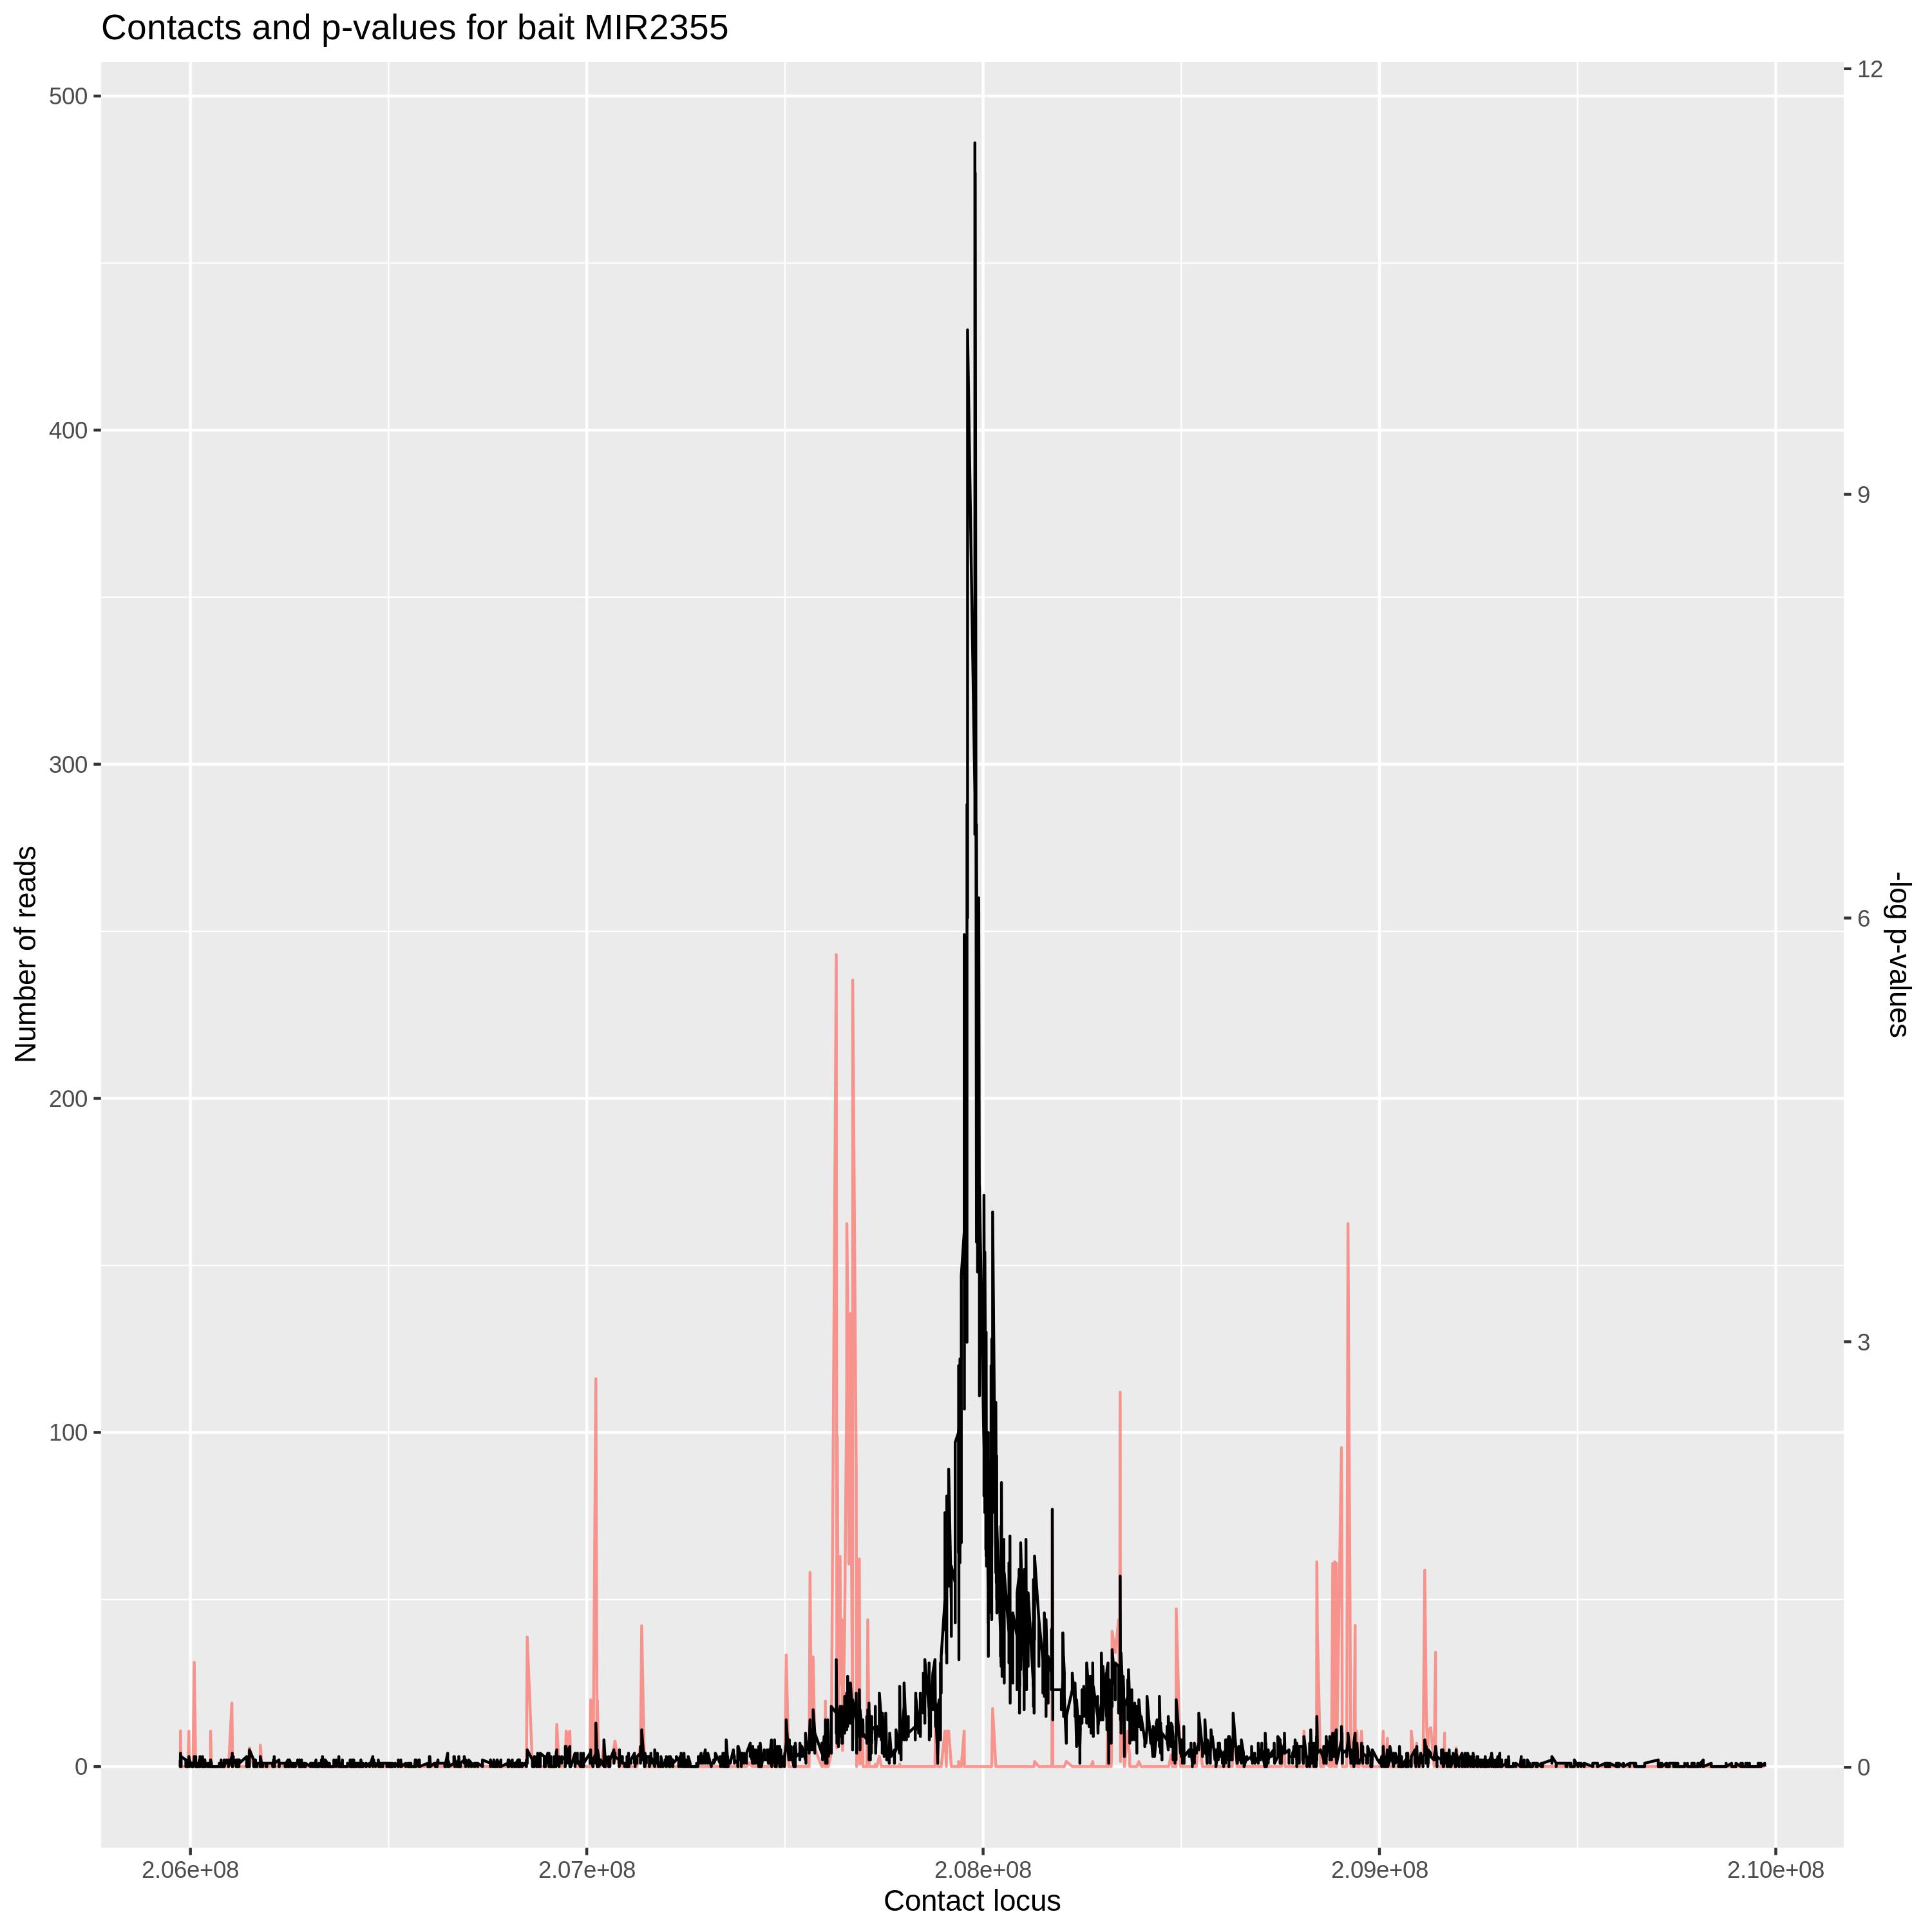 Contacts and p-values for bait MIR2355
500
400
300
200
100
0
12
9
6
3
0
Number of reads
-log p-values
2.06e+08 2.07e+08 2.08e+08 2.09e+08 2.10e+08
Contact locus